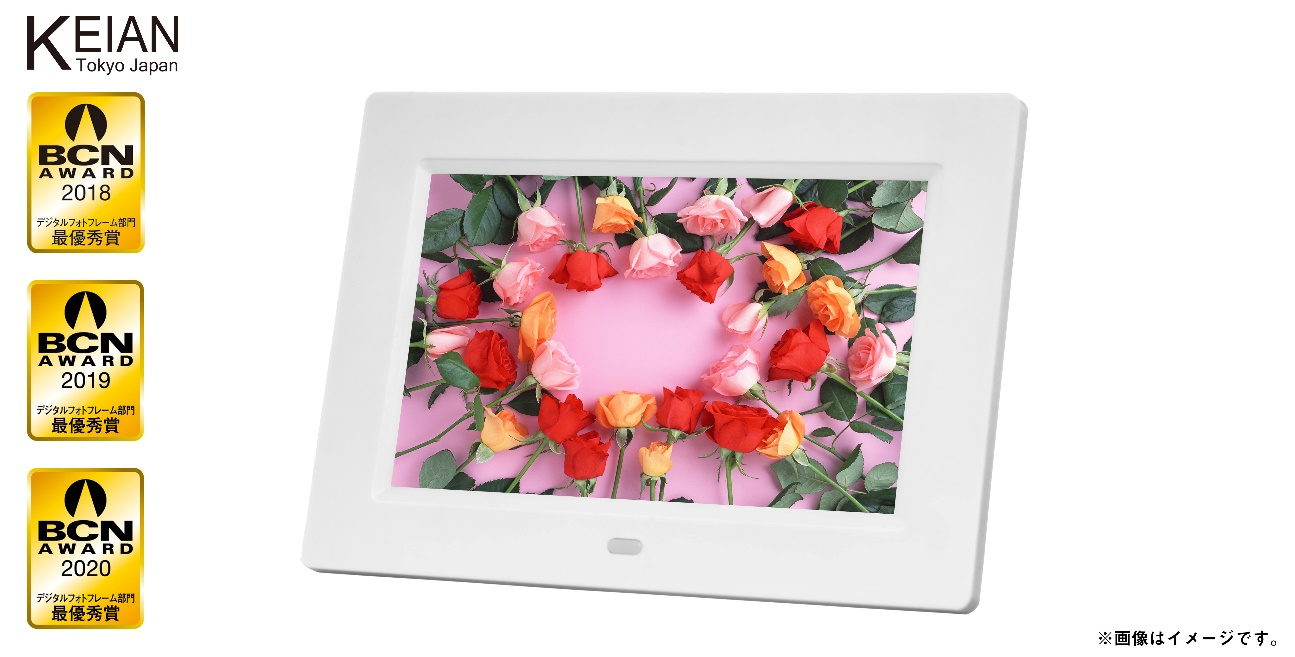 KEIAN
Tokyo Japan
BCN
AWARD
2018
デジタルフォトフレーム部門
最優秀賞
BCN
AWARD
2019
デジタルフォトフレーム部門
最優秀賞
BCN
AWARD
2020
デジタルフォトフレーム部門
最優秀賞
※画像はイメージです。